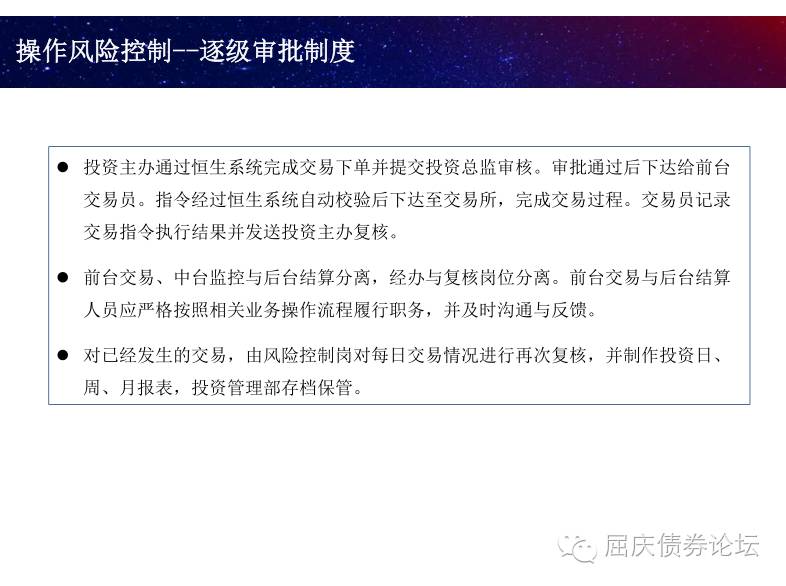 操作风险控制--逐级审批制度
● 投资主办通过恒生系统完成交易下单并提交投资总监审核。审批通过后下达给前台
交易员。指令经过恒生系统自动校验后下达至交易所，完成交易过程。交易员记录
交易指令执行结果并发送投资主办复核。
● 前台交易、中台监控与后台结算分离，经办与复核岗位分离。前台交易与后台结算
人员应严格按照相关业务操作流程履行职务，并及时沟通与反馈。
● 对已经发生的交易，由风险控制岗对每日交易情况进行再次复核，并制作投资日、
周、月报表，投资管理部存档保管。
屈庆债券论坛